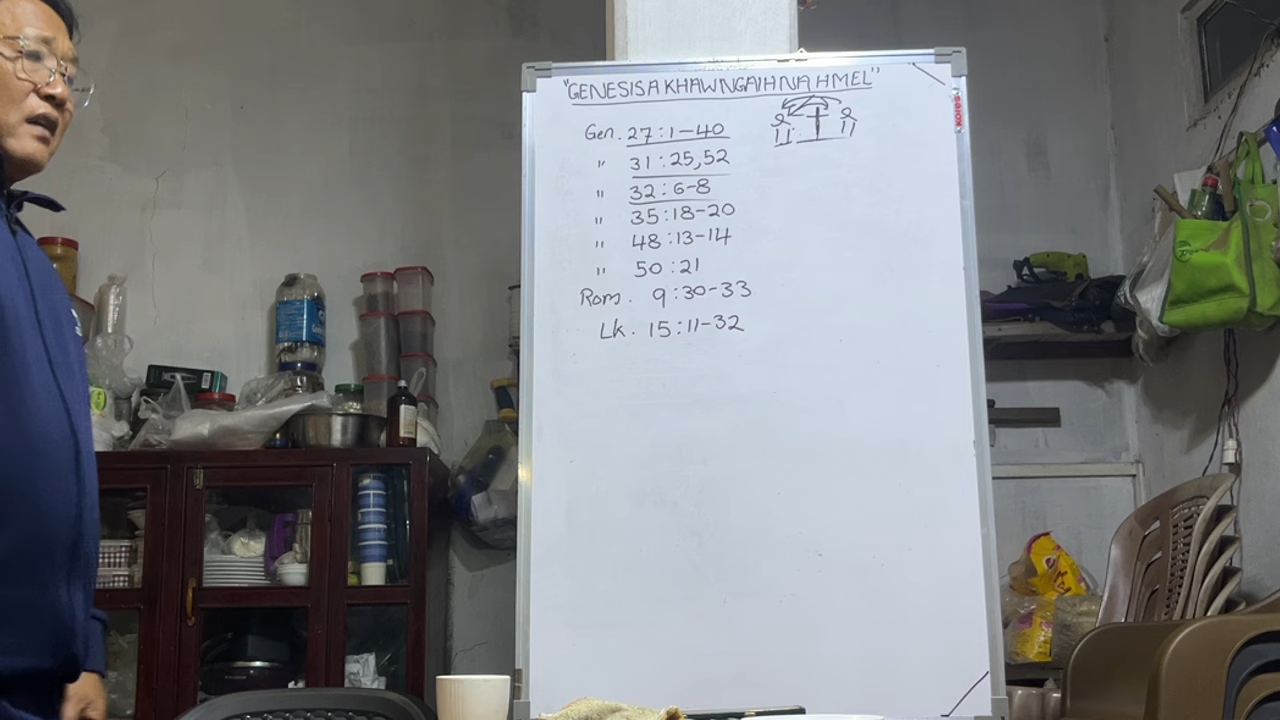 "GENESIS A KHAWNGAIHNA HMEL"
Gen. 27:1-40
" 31:25,52
" 32:6-8
" 35:18-20
" 48:13-14
" 50:21
Rom. 9:30-33
Lk. 15:11-32